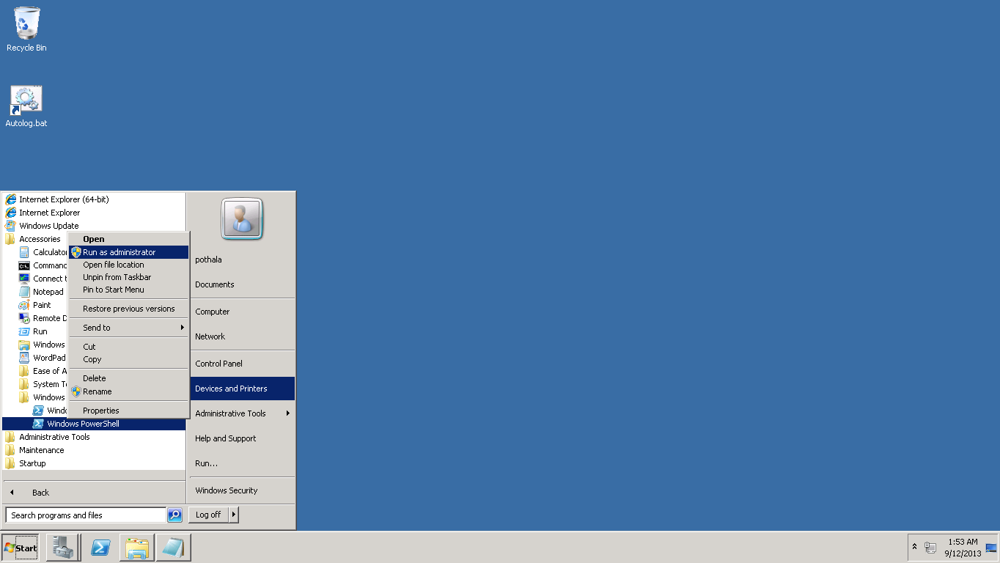 Recycle Bin
Autolog.bat
Internet Explorer (64-bit)
Internet Explorer
Windows Update
Accessories
Calculator
Command
Connect t
Notepad
Paint
Remote D
Run
Windows
WordPad
Ease of A
System T
Windows
Windo
Windows PowerShell
Administrative Tools
Maintenance
Startup
Back
Search programs and files
Open
Run as administrator
Open file location
Unpin from Taskbar
Pin to Start Menu
Restore previous versions
Send to
Cut
Copy
Delete
Rename
Properties
pothala
Documents
Computer
Network
Control Panel
Devices and Printers
Administrative Tools
Help and Support
Run...
Windows Security
Log off
Start
1:53 AM
9/12/2013